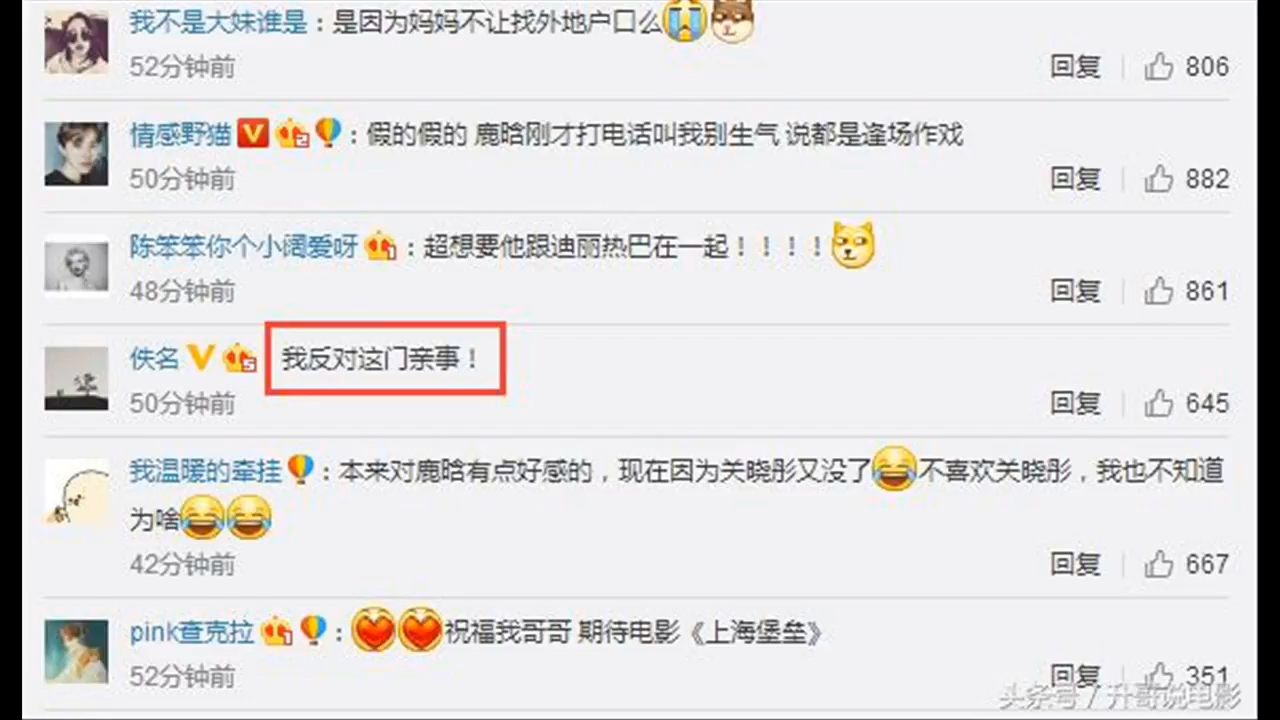 我不是大妹谁是：是因为妈妈不让找外地户口么
52分钟前 回复 806
情感野猫 V 2：假的假的 鹿晗刚才打电话叫我别生气 说都是逢场作戏
50分钟前 回复 882
陈笨笨你个小阔爱呀 1：超想要他跟迪丽热巴在一起！！！！
48分钟前 回复 861
佚名 V 5 我反对这门亲事！
50分钟前 回复 645
我温暖的牵挂：本来对鹿晗有点好感的，现在因为关晓彤又没了 不喜欢关晓彤，我也不知道
为啥
42分钟前 回复 667
pink查克拉 1：祝福我哥哥 期待电影《上海堡垒》
52分钟前 回复 351
头条号 / 升哥说电影